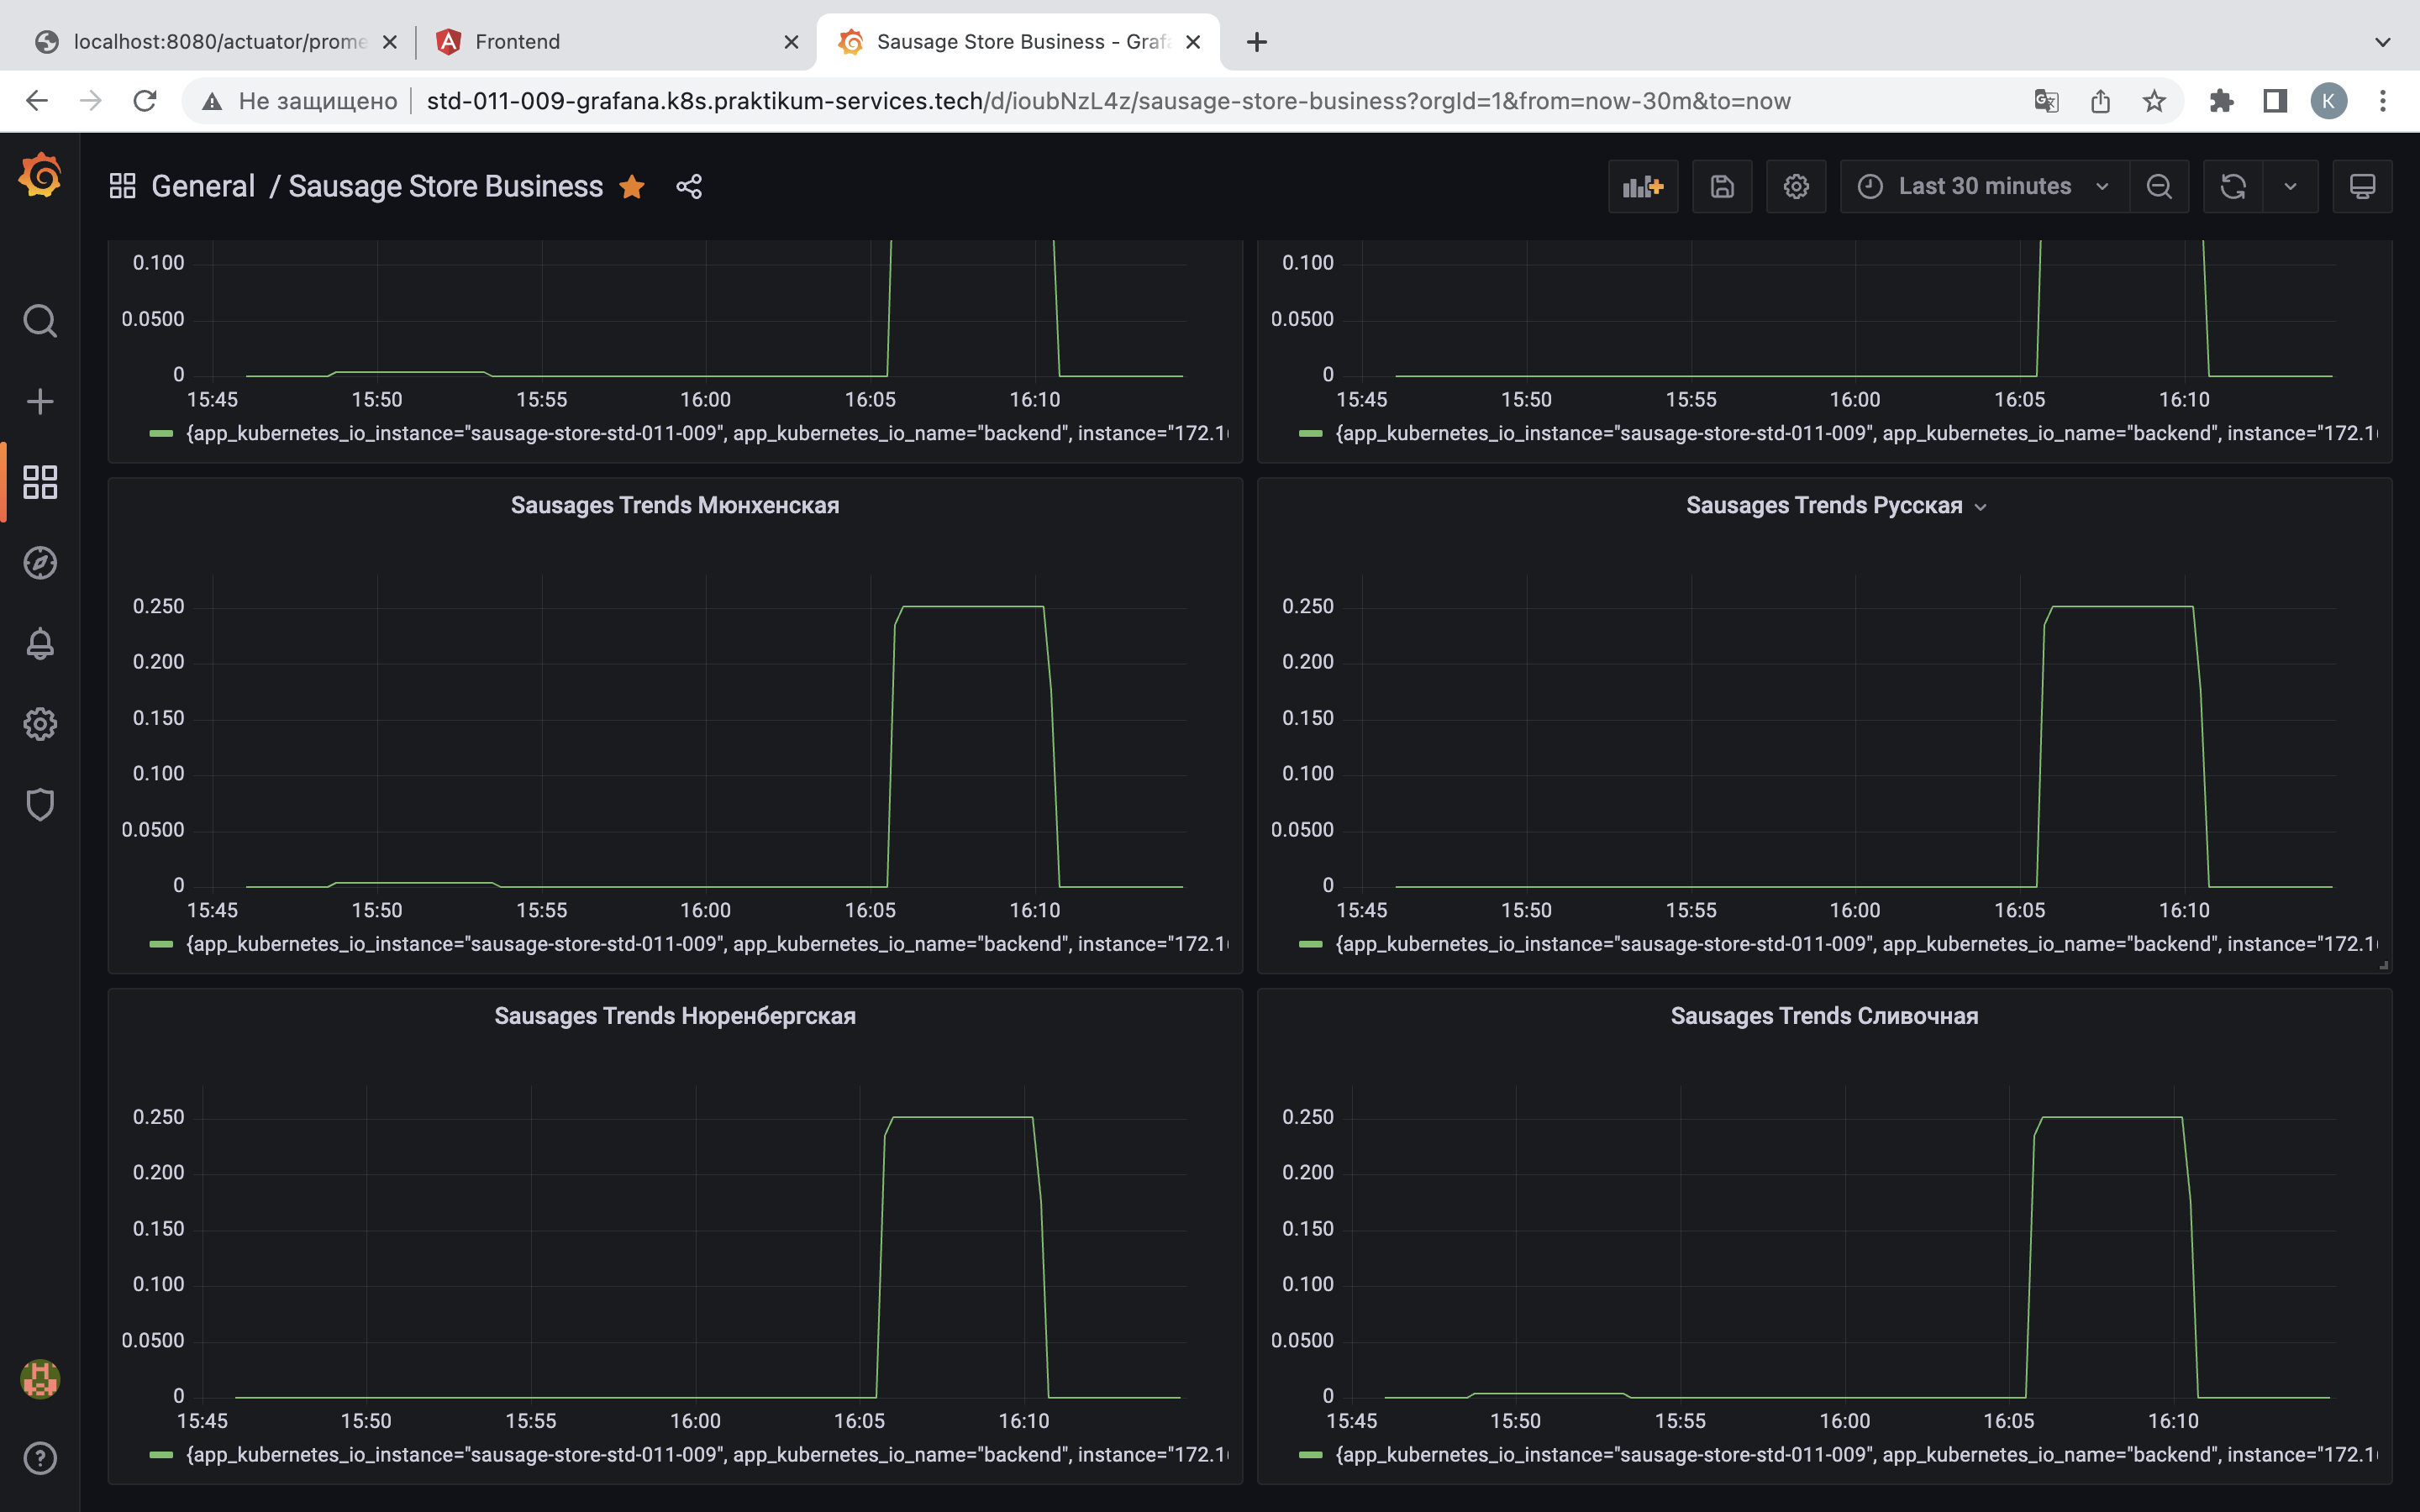 localhost:8080/actuator/prome
Frontend
Sausage Store Business - Grafa
Не защищено
std-011-009-grafana.k8s.praktikum-services.tech/d/ioubNzL4z/sausage-store-business?orgId=1&from=now-30m&to=now
K
General / Sausage Store Business
Last 30 minutes
0.100
0.0500
0
15:45 15:50 15:55 16:00 16:05 16:10
{app_kubernetes_io_instance="sausage-store-std-011-009", app_kubernetes_io_name="backend", instance="172.1
0.100
0.0500
0
15:45 15:50 15:55 16:00 16:05 16:10
{app_kubernetes_io_instance="sausage-store-std-011-009", app_kubernetes_io_name="backend", instance="172.1
Sausages Trends Мюнхенская
0.250
0.200
0.150
0.100
0.0500
0
15:45 15:50 15:55 16:00 16:05 16:10
{app_kubernetes_io_instance="sausage-store-std-011-009", app_kubernetes_io_name="backend", instance="172.1
Sausages Trends Русская
0.250
0.200
0.150
0.100
0.0500
0
15:45 15:50 15:55 16:00 16:05 16:10
{app_kubernetes_io_instance="sausage-store-std-011-009", app_kubernetes_io_name="backend", instance="172.1
Sausages Trends Нюренбергская
0.250
0.200
0.150
0.100
0.0500
0
15:45 15:50 15:55 16:00 16:05 16:10
{app_kubernetes_io_instance="sausage-store-std-011-009", app_kubernetes_io_name="backend", instance="172.1
Sausages Trends Сливочная
0.250
0.200
0.150
0.100
0.0500
0
15:45 15:50 15:55 16:00 16:05 16:10
{app_kubernetes_io_instance="sausage-store-std-011-009", app_kubernetes_io_name="backend", instance="172.1